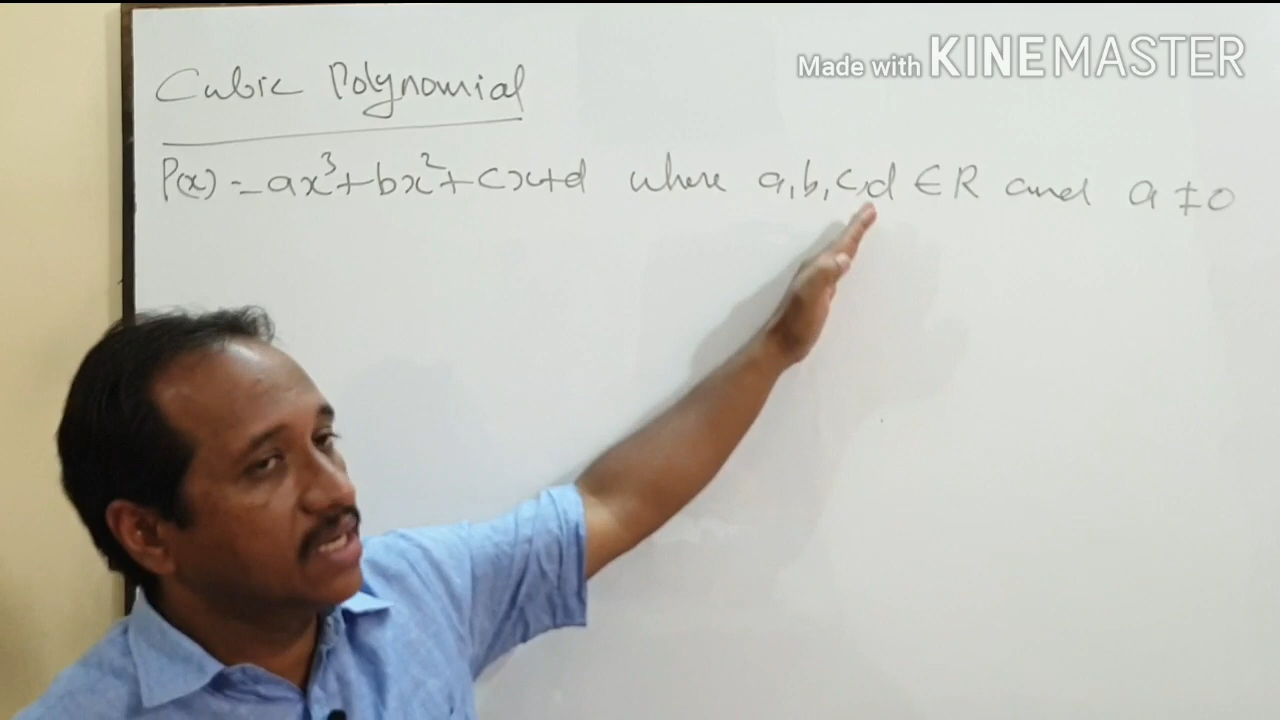 Made with KINEMASTER
Cubic Polynomial
P(x) = ax³+bx²+cx+d where a,b,c,d ∈ R and a ≠ 0